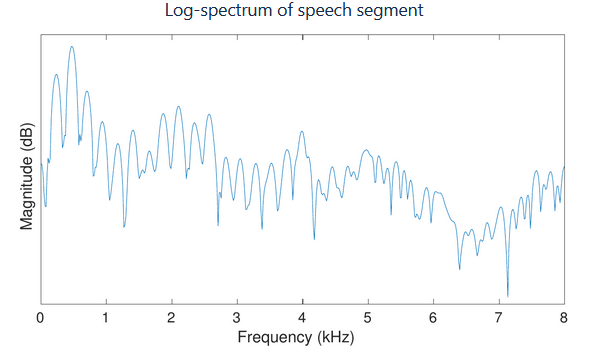 Log-spectrum of speech segment
Magnitude (dB)
0 1 2 3 4 5 6 7 8
Frequency (kHz)